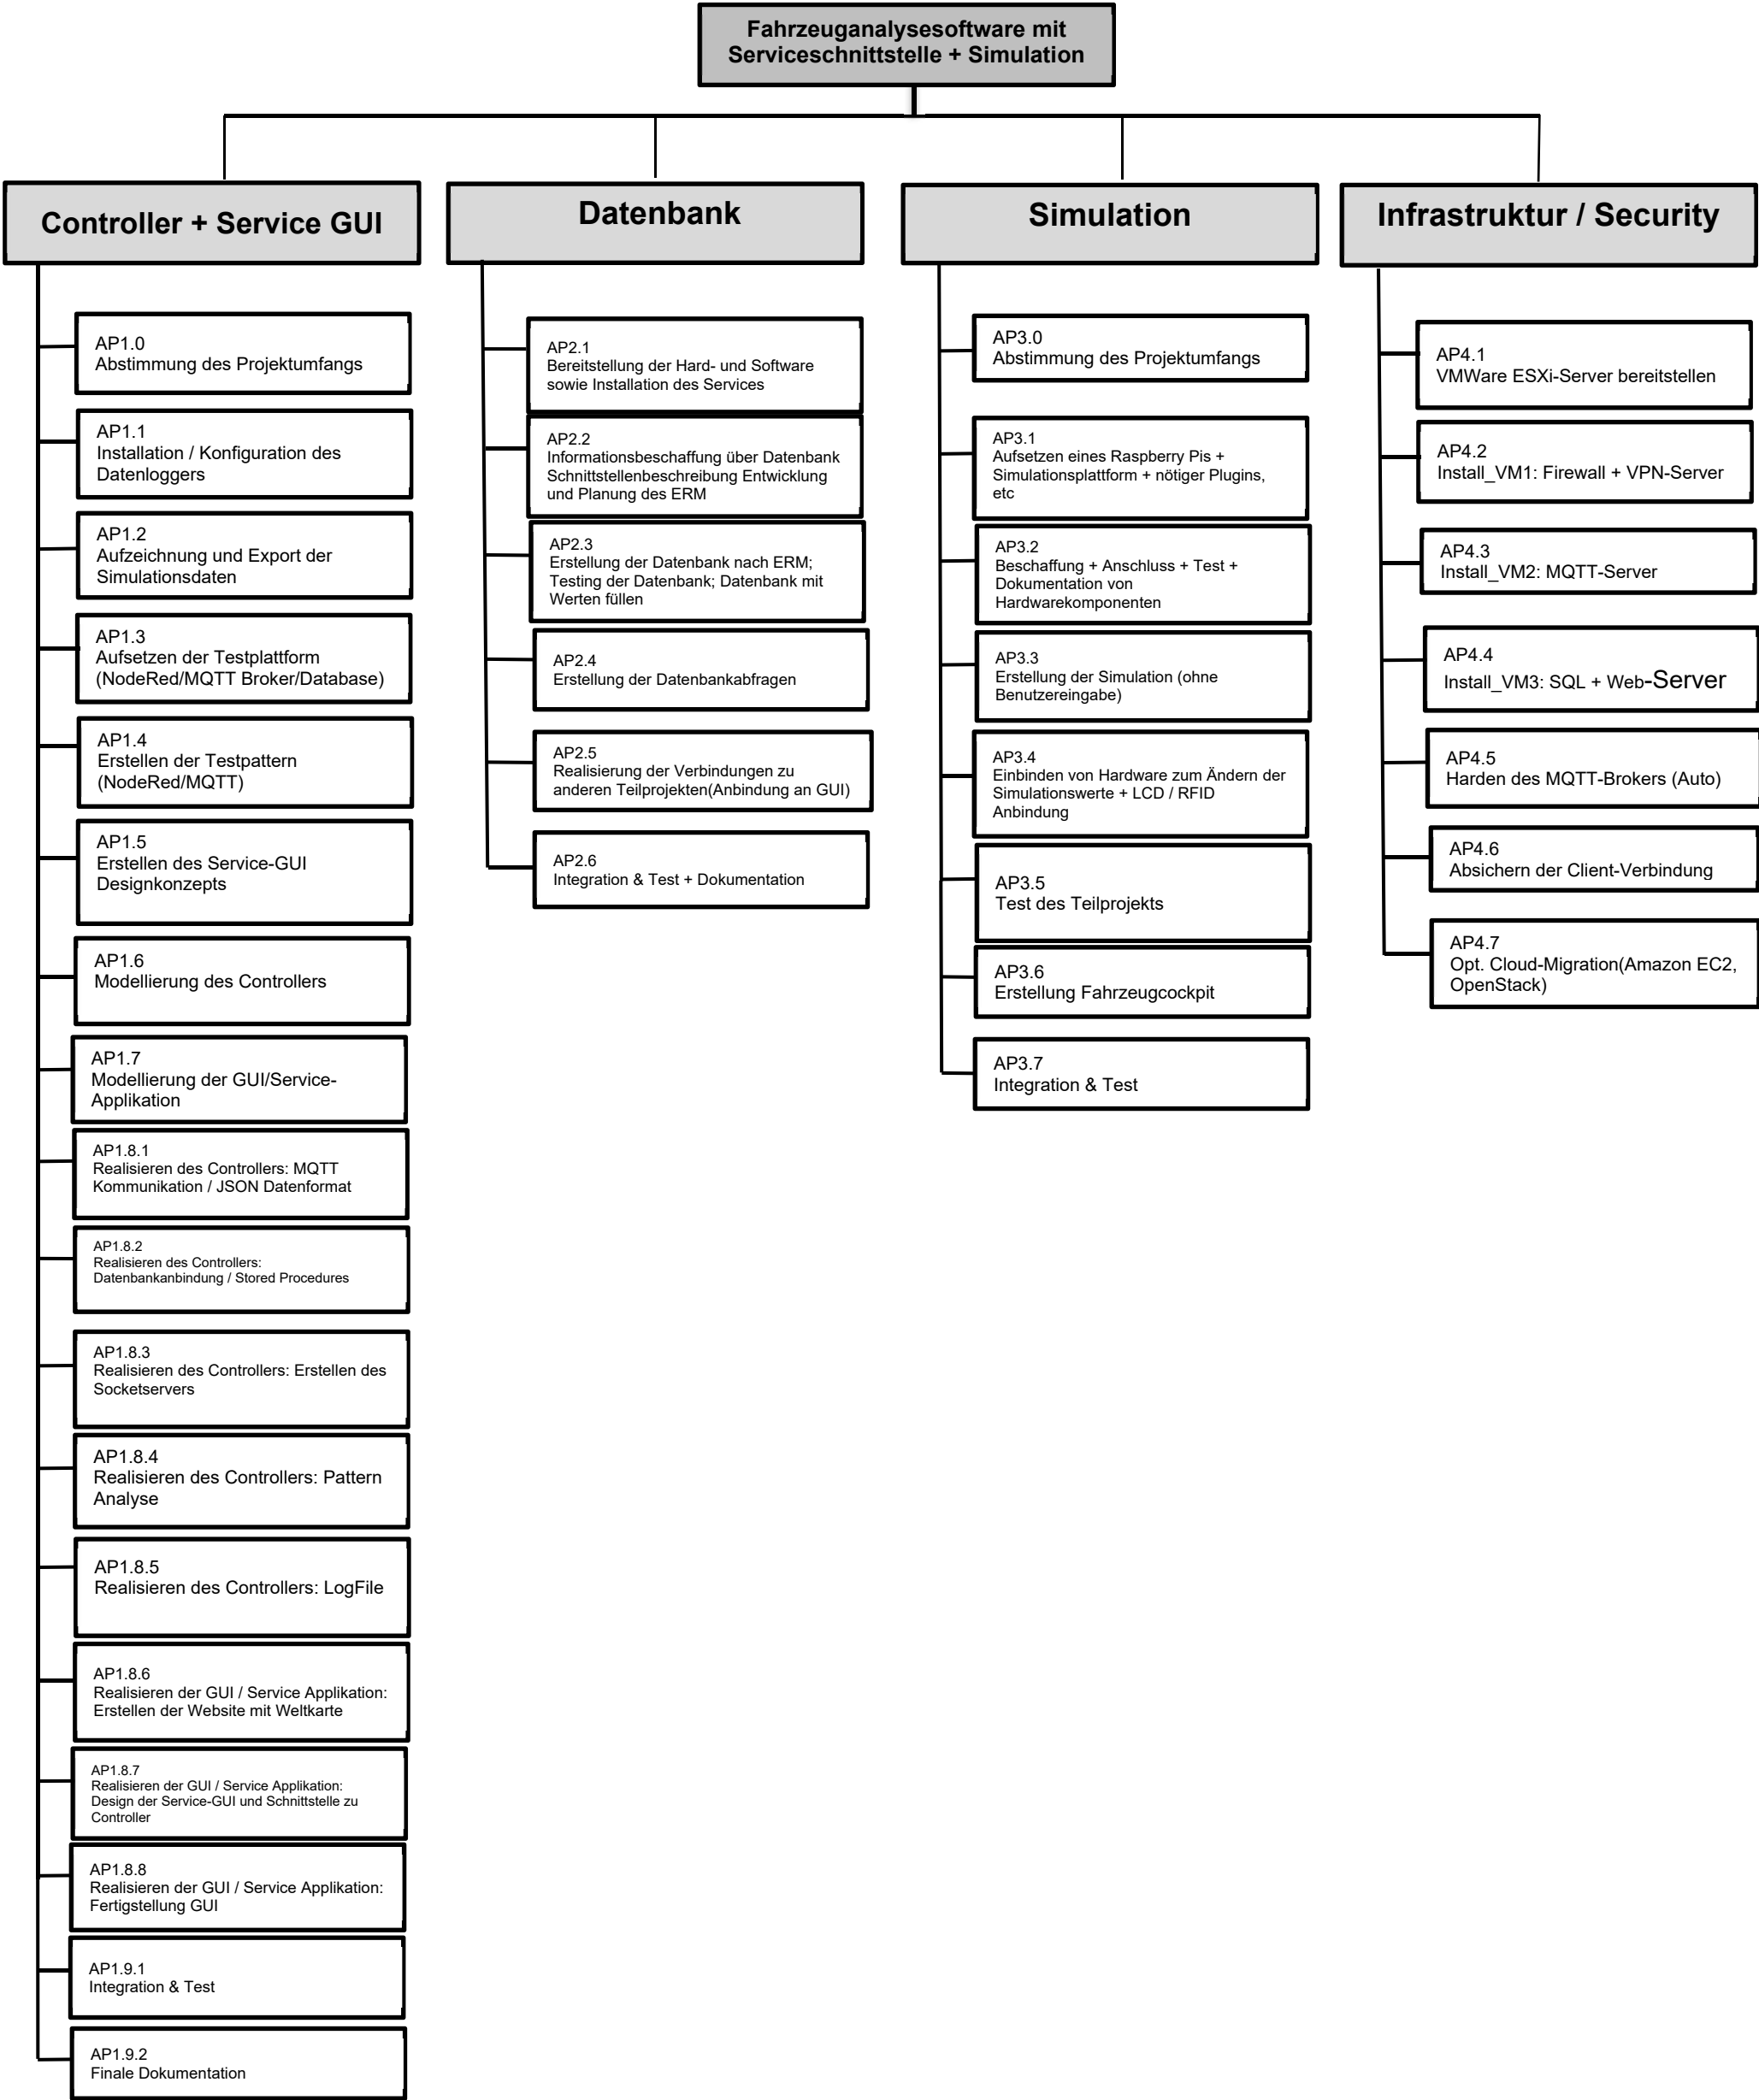 Fahrzeuganalysesoftware mit
Serviceschnittstelle + Simulation
Controller + Service GUI
AP1.0
Abstimmung des Projektumfangs
AP1.1
Installation / Konfiguration des
Datenloggers
AP1.2
Aufzeichnung und Export der
Simulationsdaten
AP1.3
Aufsetzen der Testplattform
(NodeRed/MQTT Broker/Database)
AP1.4
Erstellen der Testpattern
(NodeRed/MQTT)
AP1.5
Erstellen des Service-GUI
Designkonzepts
AP1.6
Modellierung des Controllers
AP1.7
Modellierung der GUI/Service-
Applikation
AP1.8.1
Realisieren des Controllers: MQTT
Kommunikation / JSON Datenformat
AP1.8.2
Realisieren des Controllers:
Datenbankanbindung / Stored Procedures
AP1.8.3
Realisieren des Controllers: Erstellen des
Socketservers
AP1.8.4
Realisieren des Controllers: Pattern
Analyse
AP1.8.5
Realisieren des Controllers: LogFile
AP1.8.6
Realisieren der GUI / Service Applikation:
Erstellen der Website mit Weltkarte
AP1.8.7
Realisieren der GUI / Service Applikation:
Design der Service-GUI und Schnittstelle zu
Controller
AP1.8.8
Realisieren der GUI / Service Applikation:
Fertigstellung GUI
AP1.9.1
Integration & Test
AP1.9.2
Finale Dokumentation
Datenbank
AP2.1
Bereitstellung der Hard- und Software
sowie Installation des Services
AP2.2
Informationsbeschaffung über Datenbank
Schnittstellenbeschreibung Entwicklung
und Planung des ERM
AP2.3
Erstellung der Datenbank nach ERM;
Testing der Datenbank; Datenbank mit
Werten füllen
AP2.4
Erstellung der Datenbankabfragen
AP2.5
Realisierung der Verbindungen zu
anderen Teilprojekten(Anbindung an GUI)
AP2.6
Integration & Test + Dokumentation
Simulation
AP3.0
Abstimmung des Projektumfangs
AP3.1
Aufsetzen eines Raspberry Pis +
Simulationsplattform + nötiger Plugins,
etc
AP3.2
Beschaffung + Anschluss + Test +
Dokumentation von
Hardwarekomponenten
AP3.3
Erstellung der Simulation (ohne
Benutzereingabe)
AP3.4
Einbinden von Hardware zum Ändern der
Simulationswerte + LCD / RFID
Anbindung
AP3.5
Test des Teilprojekts
AP3.6
Erstellung Fahrzeugcockpit
AP3.7
Integration & Test
Infrastruktur / Security
AP4.1
VMWare ESXi-Server bereitstellen
AP4.2
Install_VM1: Firewall + VPN-Server
AP4.3
Install_VM2: MQTT-Server
AP4.4
Install_VM3: SQL + Web-Server
AP4.5
Harden des MQTT-Brokers (Auto)
AP4.6
Absichern der Client-Verbindung
AP4.7
Opt. Cloud-Migration(Amazon EC2,
OpenStack)